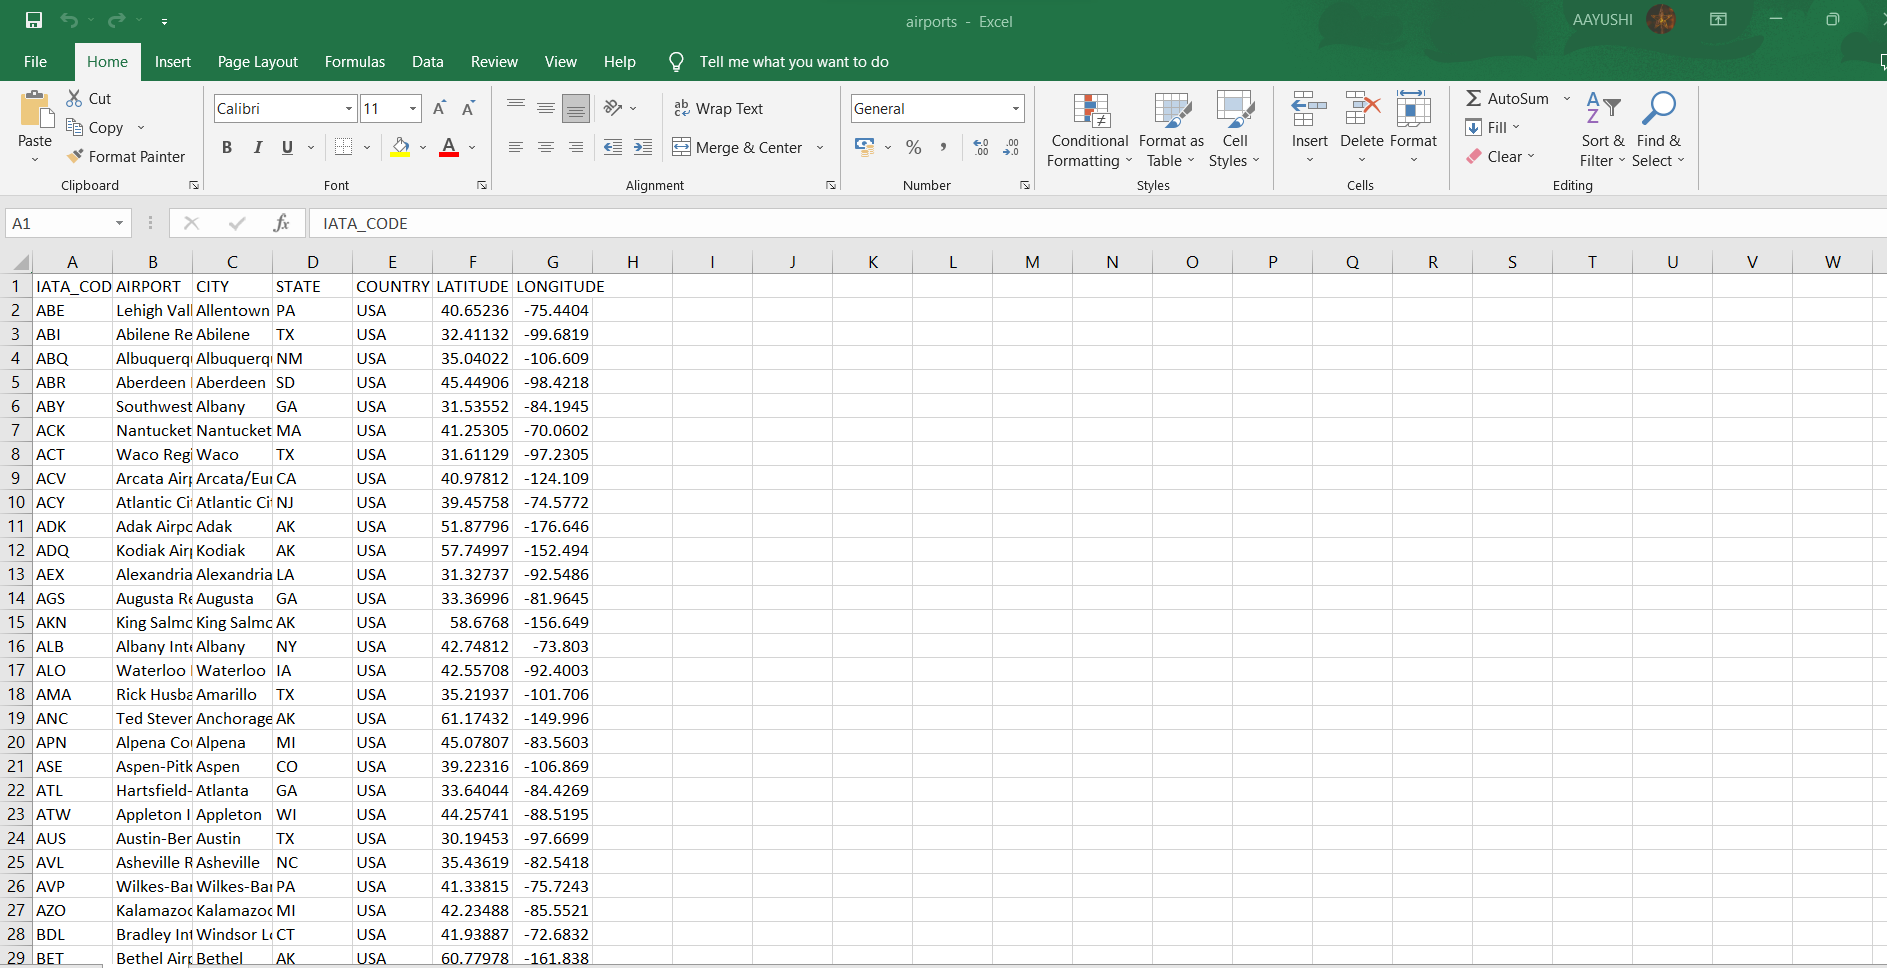 airports - Excel
AAYUSHI
File Home Insert Page Layout Formulas Data Review View Help Tell me what you want to do
Paste
Cut
Copy
Format Painter
Clipboard
Calibri 11
B I U A
Font
Wrap Text
Merge & Center
Alignment
General
% ,
Number
Conditional Formatting
Format as Table
Cell Styles
Styles
Insert Delete Format
Cells
AutoSum
Fill
Clear
Sort & Filter
Find & Select
Editing
A1 fx IATA_CODE
A B C D E F G H I J K L M N O P Q R S T U V W
1 IATA_COD AIRPORT CITY STATE COUNTRY LATITUDE LONGITUDE
2 ABE Lehigh Vall Allentown PA USA 40.65236 -75.4404
3 ABI Abilene Re Abilene TX USA 32.41132 -99.6819
4 ABQ Albuquerqu Albuquerqu NM USA 35.04022 -106.609
5 ABR Aberdeen Aberdeen SD USA 45.44906 -98.4218
6 ABY Southwest Albany GA USA 31.53552 -84.1945
7 ACK Nantucket Nantucket MA USA 41.25305 -70.0602
8 ACT Waco Regi Waco TX USA 31.61129 -97.2305
9 ACV Arcata Airp Arcata/Eur CA USA 40.97812 -124.109
10 ACY Atlantic Cit Atlantic Cit NJ USA 39.45758 -74.5772
11 ADK Adak Airpo Adak AK USA 51.87796 -176.646
12 ADQ Kodiak Airp Kodiak AK USA 57.74997 -152.494
13 AEX Alexandria Alexandria LA USA 31.32737 -92.5486
14 AGS Augusta Re Augusta GA USA 33.36996 -81.9645
15 AKN King Salmo King Salmo AK USA 58.6768 -156.649
16 ALB Albany Inte Albany NY USA 42.74812 -73.803
17 ALO Waterloo Waterloo IA USA 42.55708 -92.4003
18 AMA Rick Husba Amarillo TX USA 35.21937 -101.706
19 ANC Ted Steven Anchorage AK USA 61.17432 -149.996
20 APN Alpena Cou Alpena MI USA 45.07807 -83.5603
21 ASE Aspen-Pitk Aspen CO USA 39.22316 -106.869
22 ATL Hartsfield- Atlanta GA USA 33.64044 -84.4269
23 ATW Appleton I Appleton WI USA 44.25741 -88.5195
24 AUS Austin-Ber Austin TX USA 30.19453 -97.6699
25 AVL Asheville R Asheville NC USA 35.43619 -82.5418
26 AVP Wilkes-Bar Wilkes-Bar PA USA 41.33815 -75.7243
27 AZO Kalamazoo Kalamazoo MI USA 42.23488 -85.5521
28 BDL Bradley Int Windsor Lo CT USA 41.93887 -72.6832
29 BET Bethel Airp Bethel AK USA 60.77978 -161.838